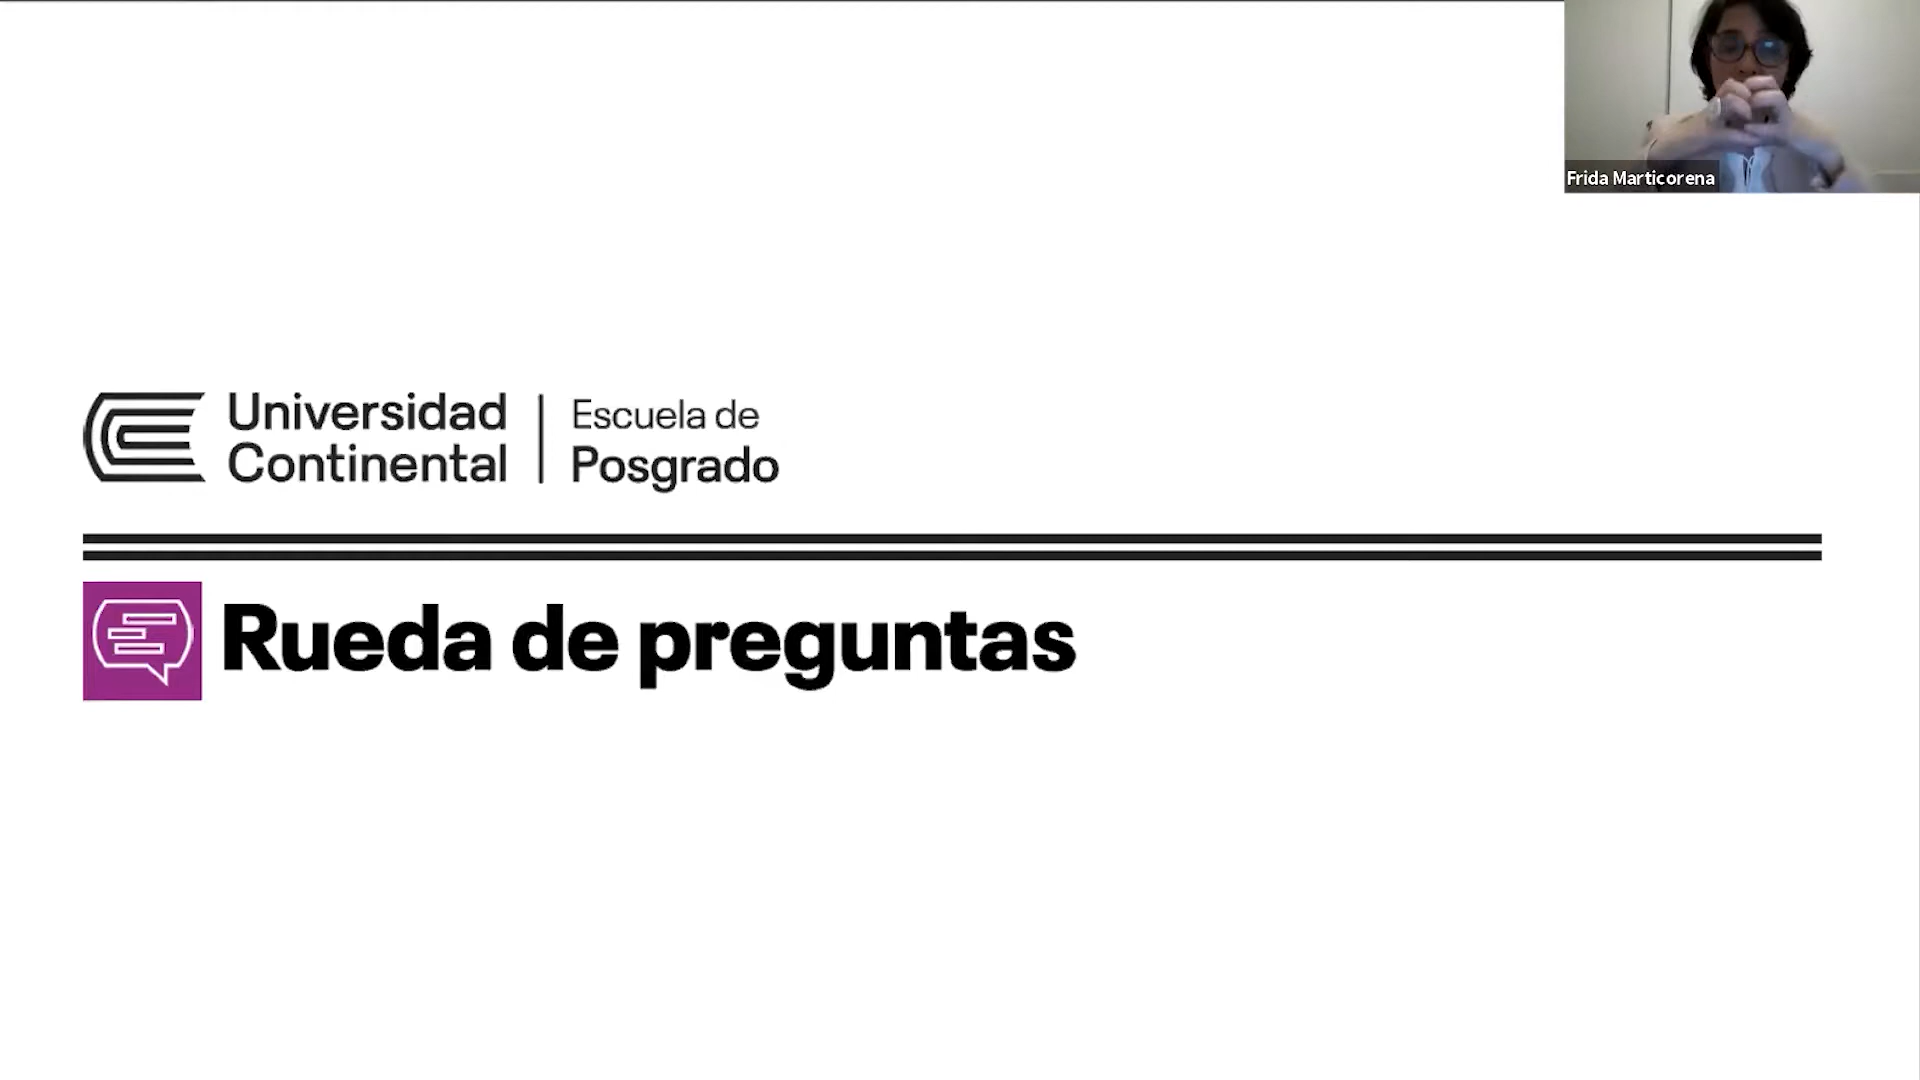 Frida Marticorena
Universidad
Continental
Escuela de
Posgrado
Rueda de preguntas